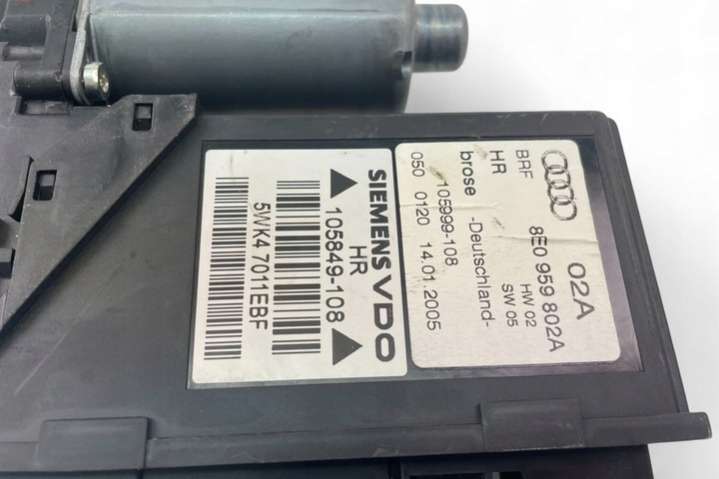 02A
8E0 959 802A
HW 02
SW 05
BRF
HR
brose -Deutschland-
105999-108
050 0120 14.01.2005
SIEMENS VDO
HR
105849-108
5WK4 7011EBF